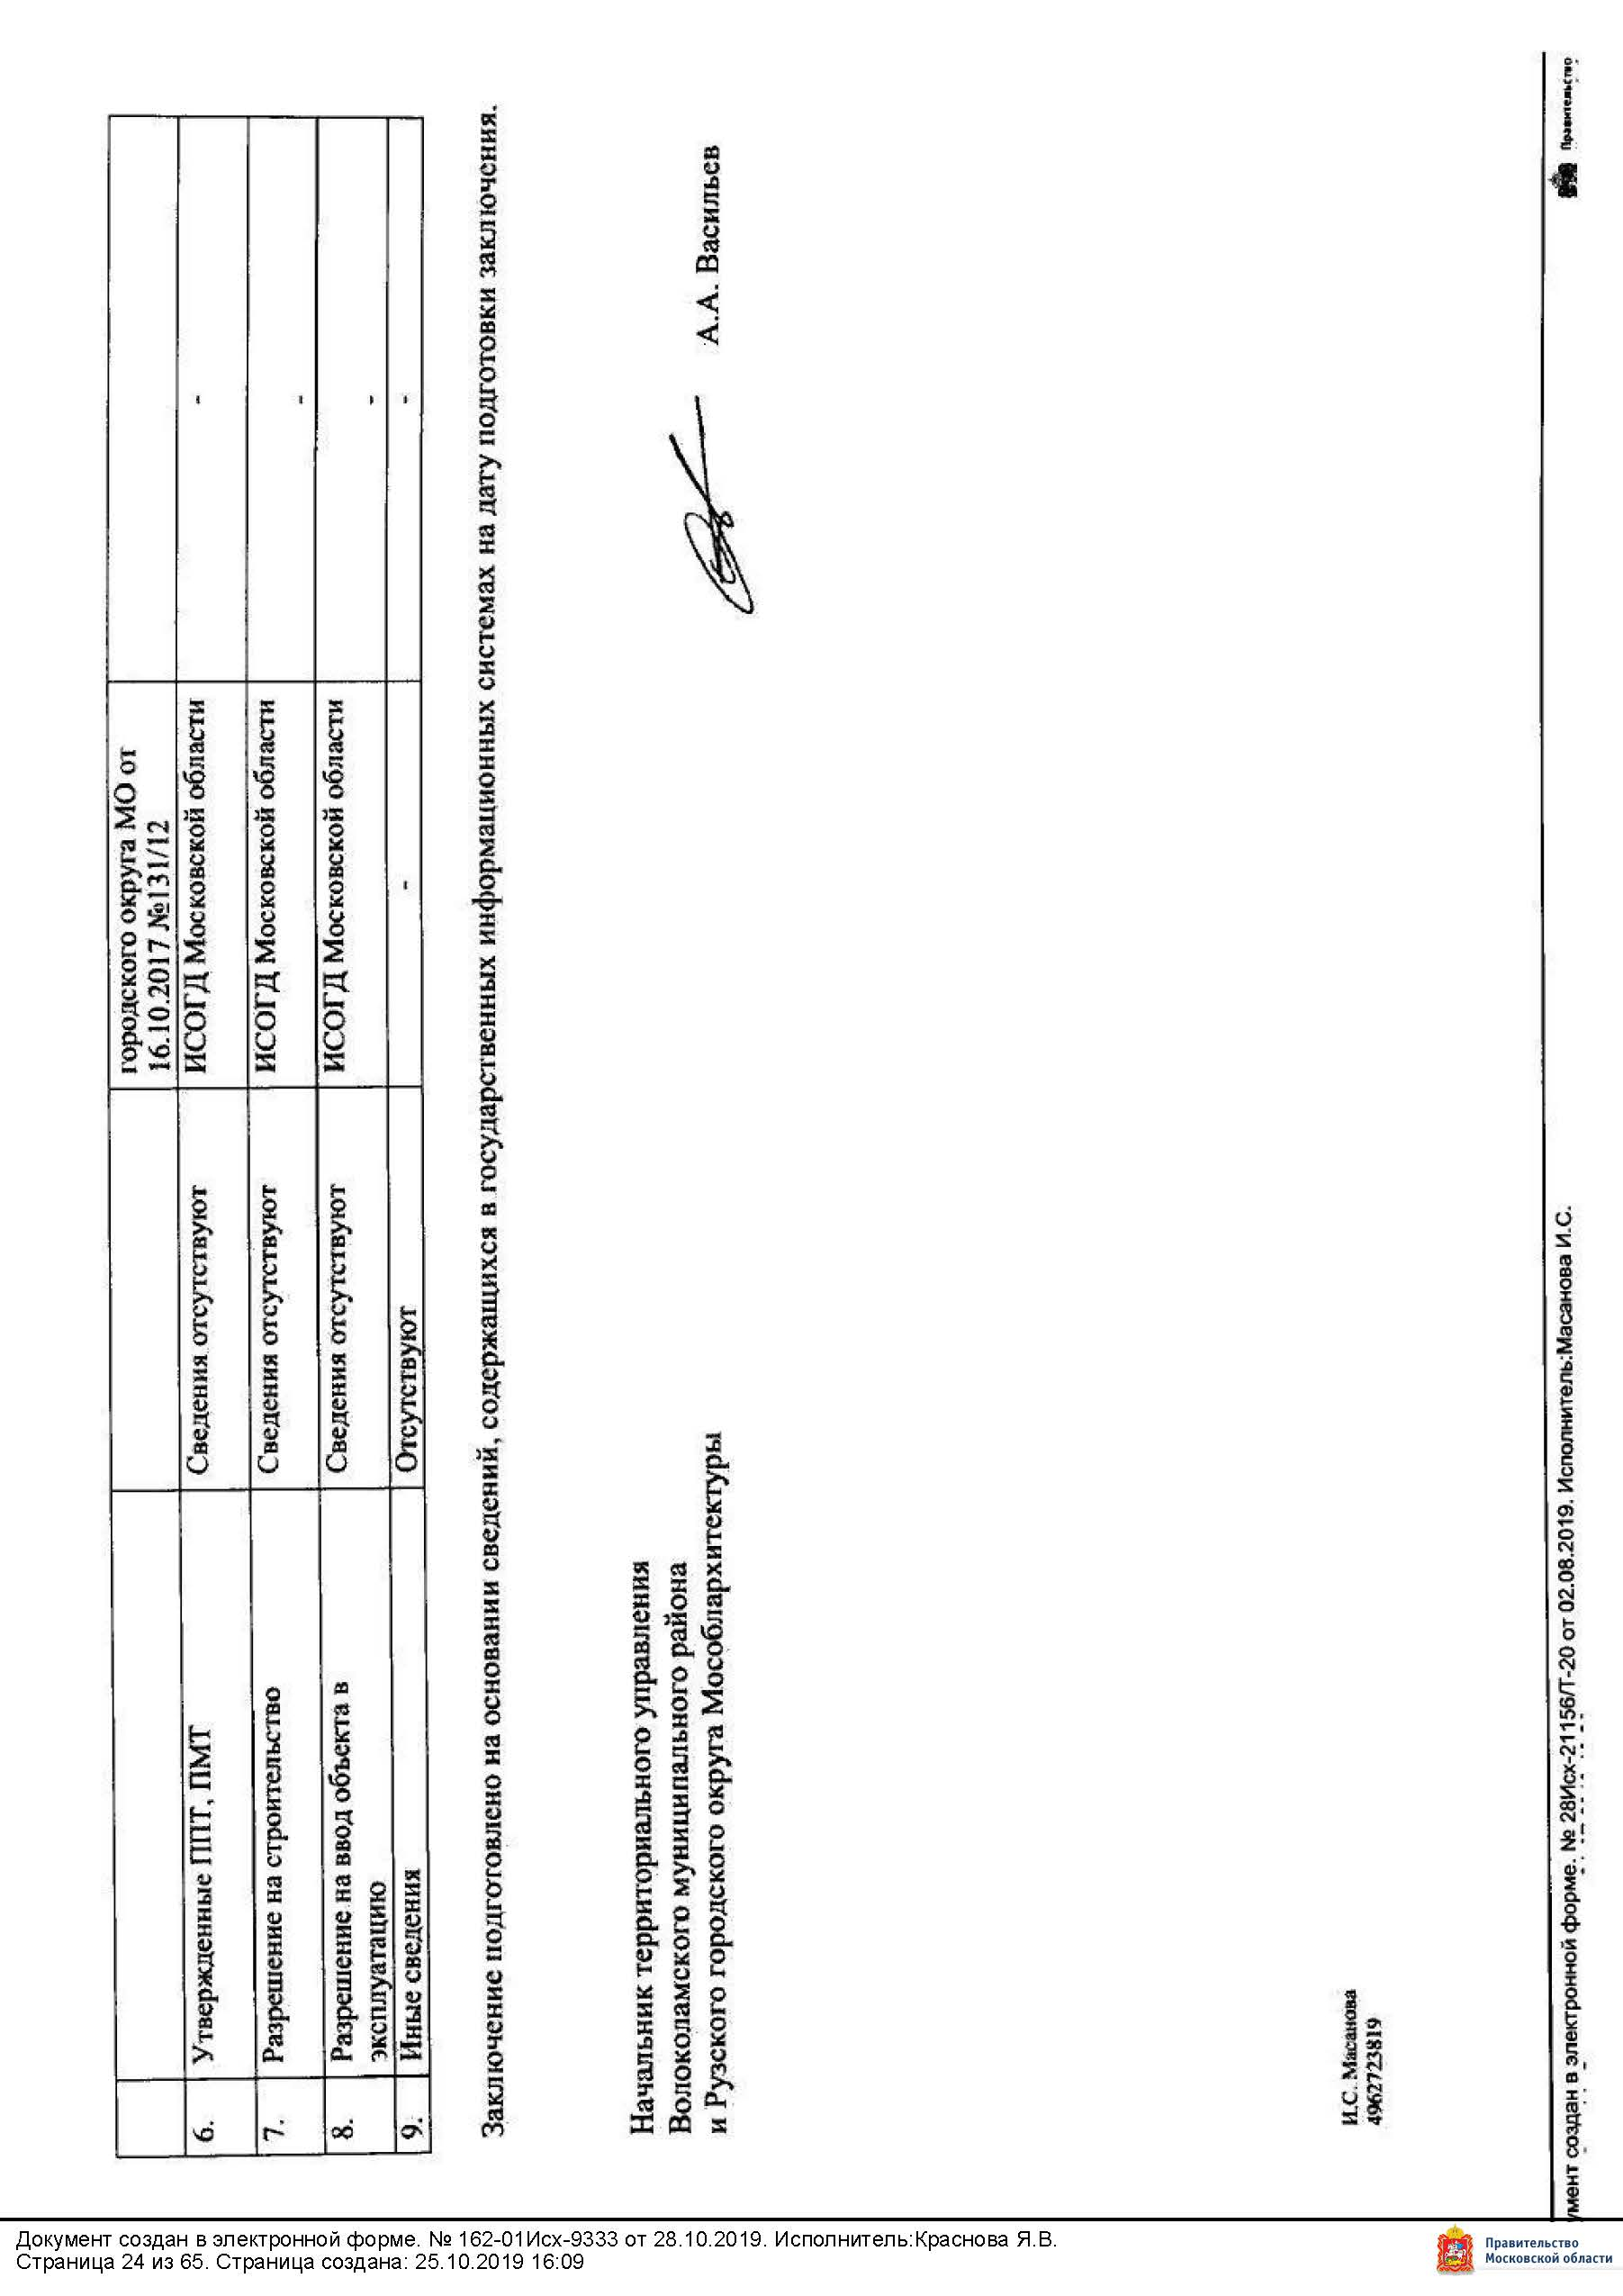 городского округа МО от
16.10.2017 №131/12
6. Утвержденные ППТ, ПМТ Сведения отсутствуют ИСОГД Московской области -
7. Разрешение на строительство Сведения отсутствуют ИСОГД Московской области -
8. Разрешение на ввод объекта в Сведения отсутствуют ИСОГД Московской области
эксплуатацию -
9. Иные сведения Отсутствуют - -
Заключение подготовлено на основании сведений, содержащихся в государственных информационных системах на дату подготовки заключения.
Начальник территориального управления
Волоколамского муниципального района
и Рузского городского округа Мособлархитектуры А.А. Васильев
И.С. Масанова
4962723819
умент создан в электронной форме. № 28Исх-21156/Т-20 от 02.08.2019. Исполнитель:Масанова И.С.
Правительство
Документ создан в электронной форме. № 162-01Исх-9333 от 28.10.2019. Исполнитель:Краснова Я.В.
Страница 24 из 65. Страница создана: 25.10.2019 16:09
Правительство
Московской области